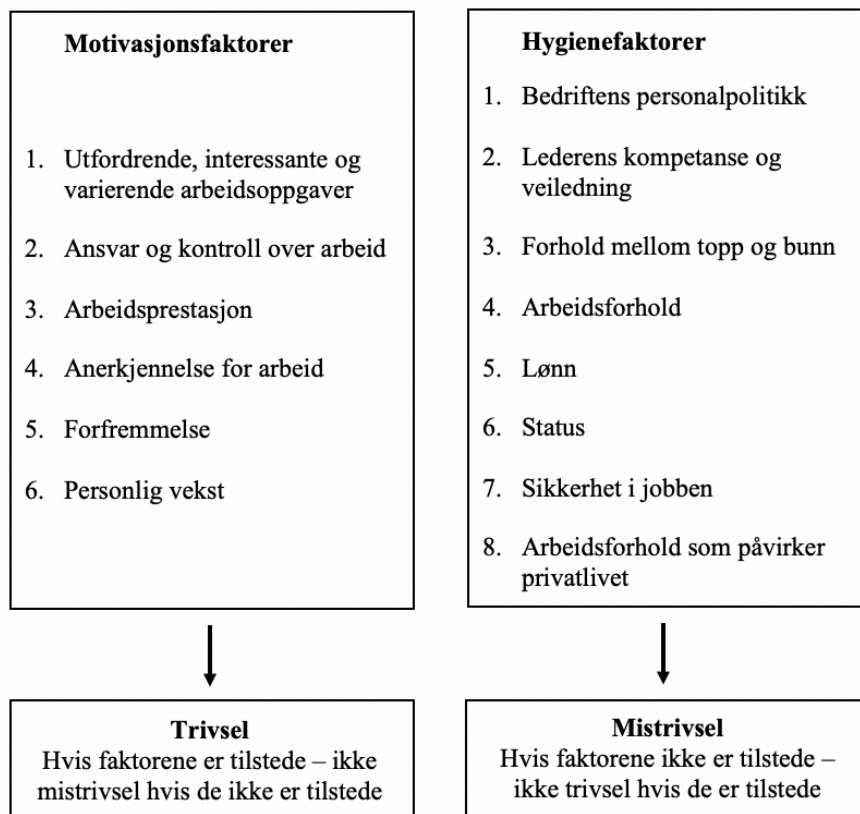 Motivasjonsfaktorer
1. Utfordrende, interessante og
varierende arbeidsoppgaver
2. Ansvar og kontroll over arbeid
3. Arbeidsprestasjon
4. Anerkjennelse for arbeid
5. Forfremmelse
6. Personlig vekst
Hygienefaktorer
1. Bedriftens personalpolitikk
2. Lederens kompetanse og
veiledning
3. Forhold mellom topp og bunn
4. Arbeidsforhold
5. Lønn
6. Status
7. Sikkerhet i jobben
8. Arbeidsforhold som påvirker
privatlivet
Trivsel
Hvis faktorene er tilstede – ikke
mistrivsel hvis de ikke er tilstede
Mistrivsel
Hvis faktorene ikke er tilstede –
ikke trivsel hvis de er tilstede